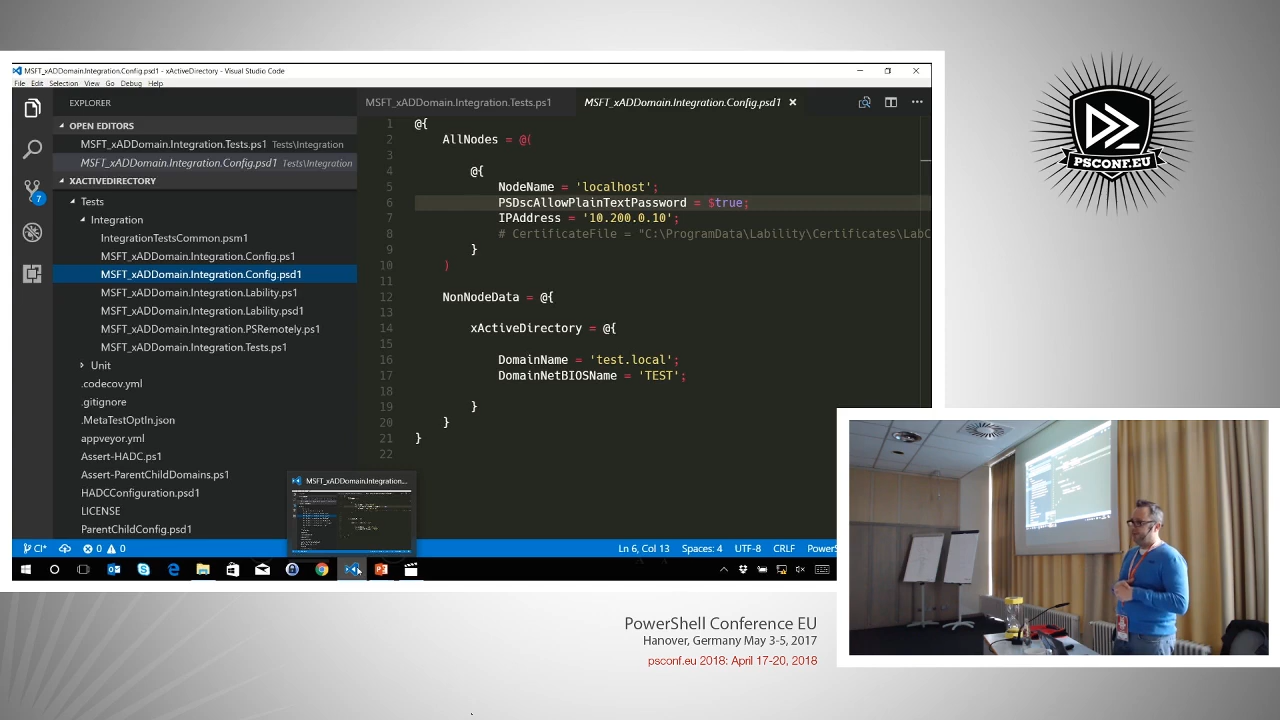 MSFT_xADDomain.Integration.Config.psd1 - xActiveDirectory - Visual Studio Code
File Edit Selection View Go Debug Help
EXPLORER
OPEN EDITORS
MSFT_xADDomain.Integration.Tests.ps1 Tests\Integration
MSFT_xADDomain.Integration.Config.psd1 Tests\Integration
XACTIVEDIRECTORY
Tests
Integration
IntegrationTestsCommon.psm1
MSFT_xADDomain.Integration.Config.ps1
MSFT_xADDomain.Integration.Config.psd1
MSFT_xADDomain.Integration.Lability.ps1
MSFT_xADDomain.Integration.Lability.psd1
MSFT_xADDomain.Integration.PSRemotely.ps1
MSFT_xADDomain.Integration.Tests.ps1
Unit
.codecov.yml
.gitignore
.MetaTestOptIn.json
appveyor.yml
Assert-HADC.ps1
Assert-ParentChildDomains.ps1
HADCConfiguration.psd1
LICENSE
ParentChildConfig.psd1
7
MSFT_xADDomain.Integration.Tests.ps1 MSFT_xADDomain.Integration.Config.psd1
1 @{
2 AllNodes = @(
3
4 @{
5 NodeName = 'localhost';
6 PSDscAllowPlainTextPassword = $true;
7 IPAddress = '10.200.0.10';
8 # CertificateFile = "C:\ProgramData\Lability\Certificates\LabC
9 }
10 )
11
12 NonNodeData = @{
13
14 xActiveDirectory = @{
15
16 DomainName = 'test.local';
17 DomainNetBIOSName = 'TEST';
18
19 }
20 }
21 }
22
MSFT_xADDomain.Integration...
CI* 0 0 Ln 6, Col 13 Spaces: 4 UTF-8 CRLF PowerS
PSCONF.EU
PowerShell Conference EU
Hanover, Germany May 3-5, 2017
psconf.eu 2018: April 17-20, 2018